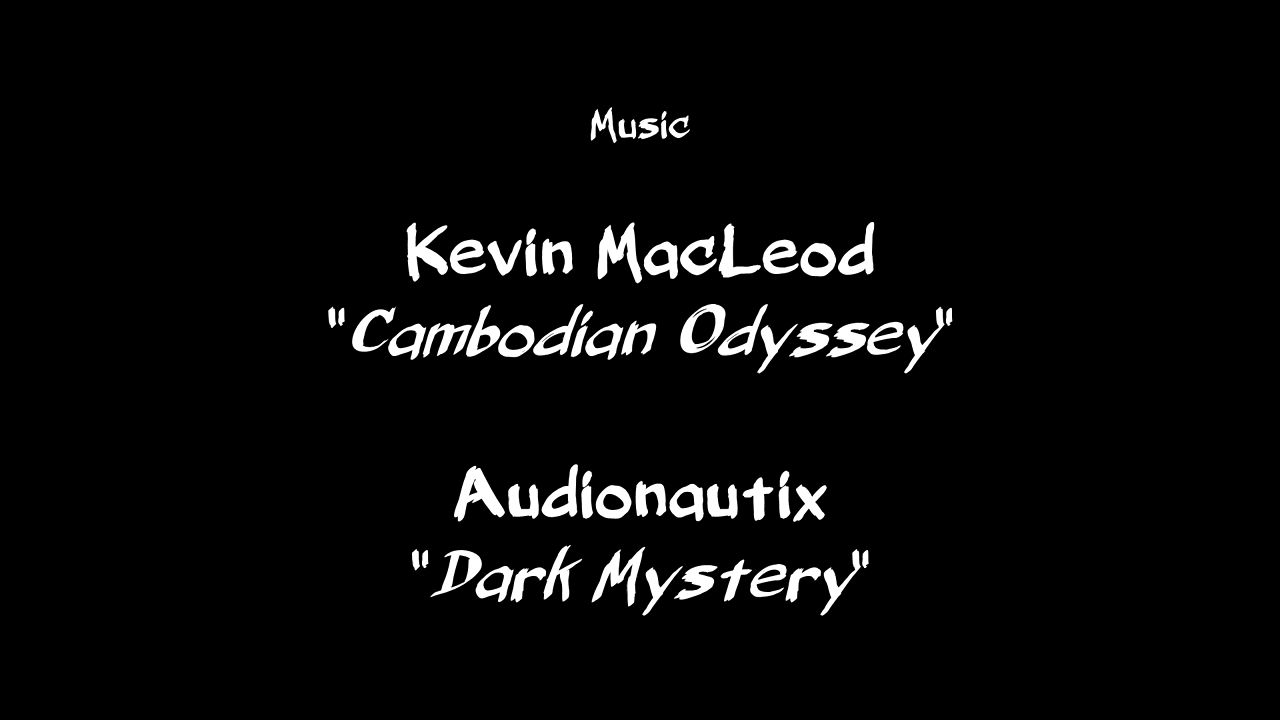 Music
Kevin MacLeod
"Cambodian Odyssey"
Audionautix
"Dark Mystery"